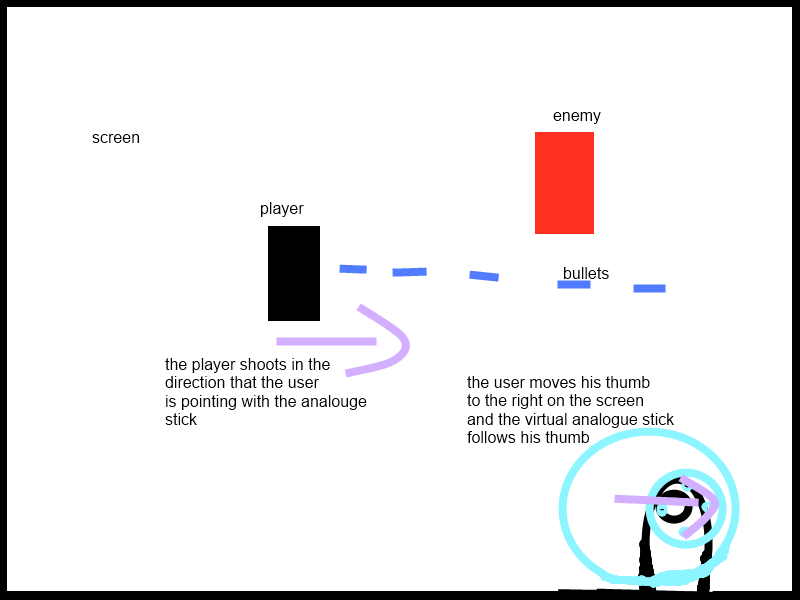 enemy
screen
player
bullets
the player shoots in the
direction that the user
is pointing with the analouge
stick
the user moves his thumb
to the right on the screen
and the virtual analogue stick
follows his thumb